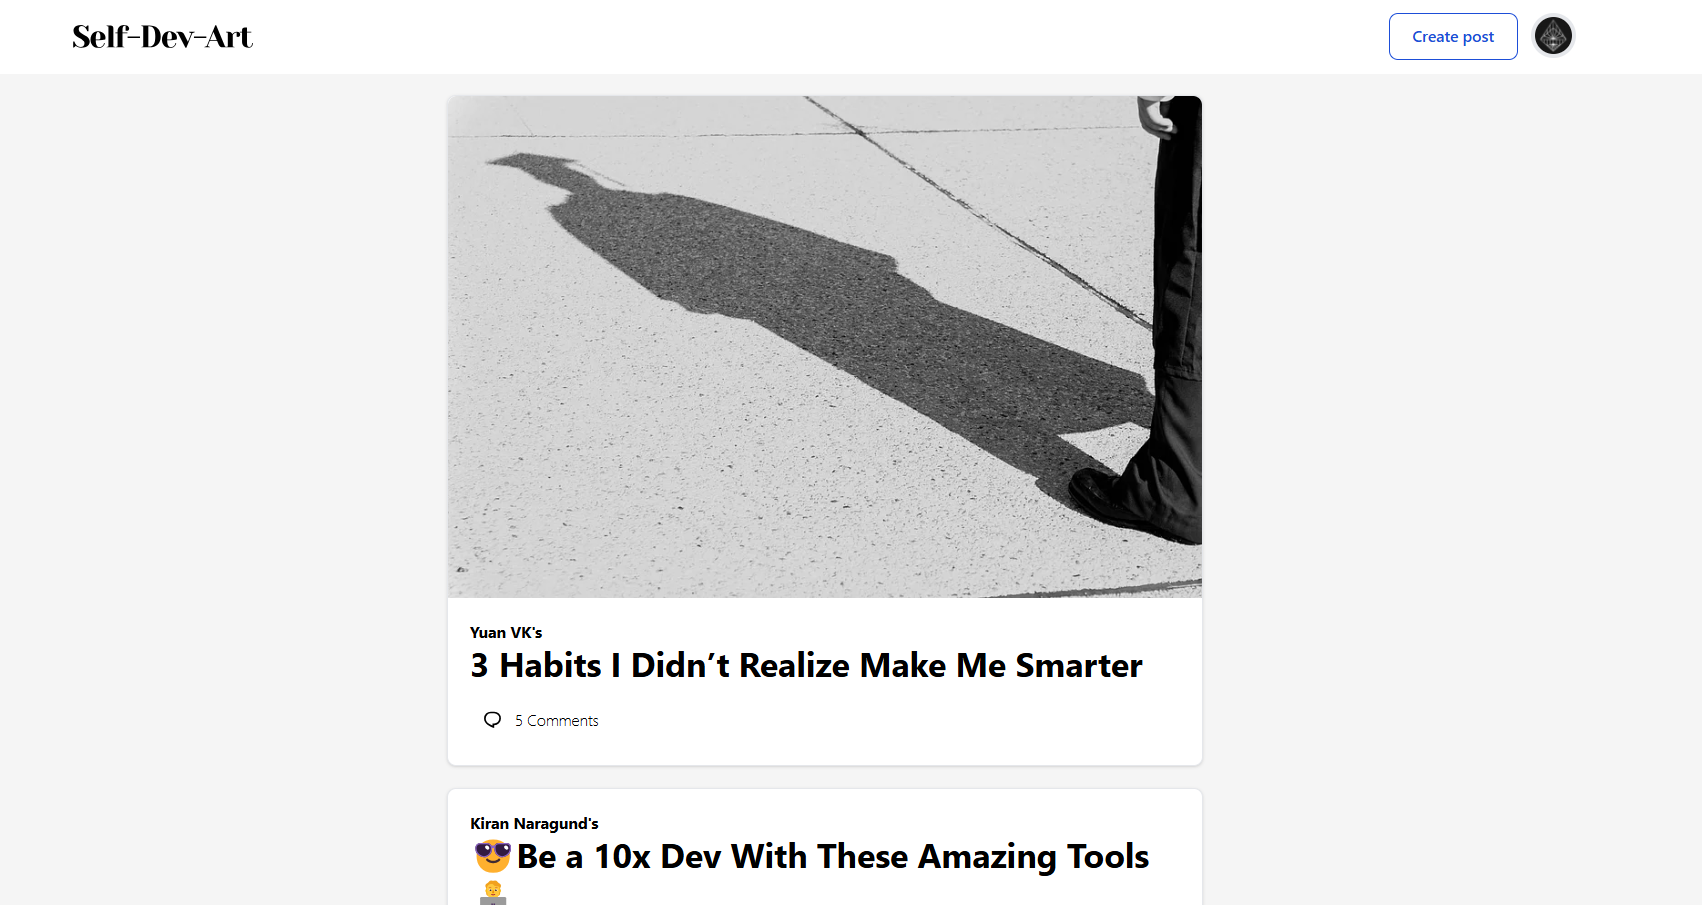 Self-Dev-Art
Create post
Yuan VK's
3 Habits I Didn’t Realize Make Me Smarter
5 Comments
Kiran Naragund's
😎Be a 10x Dev With These Amazing Tools